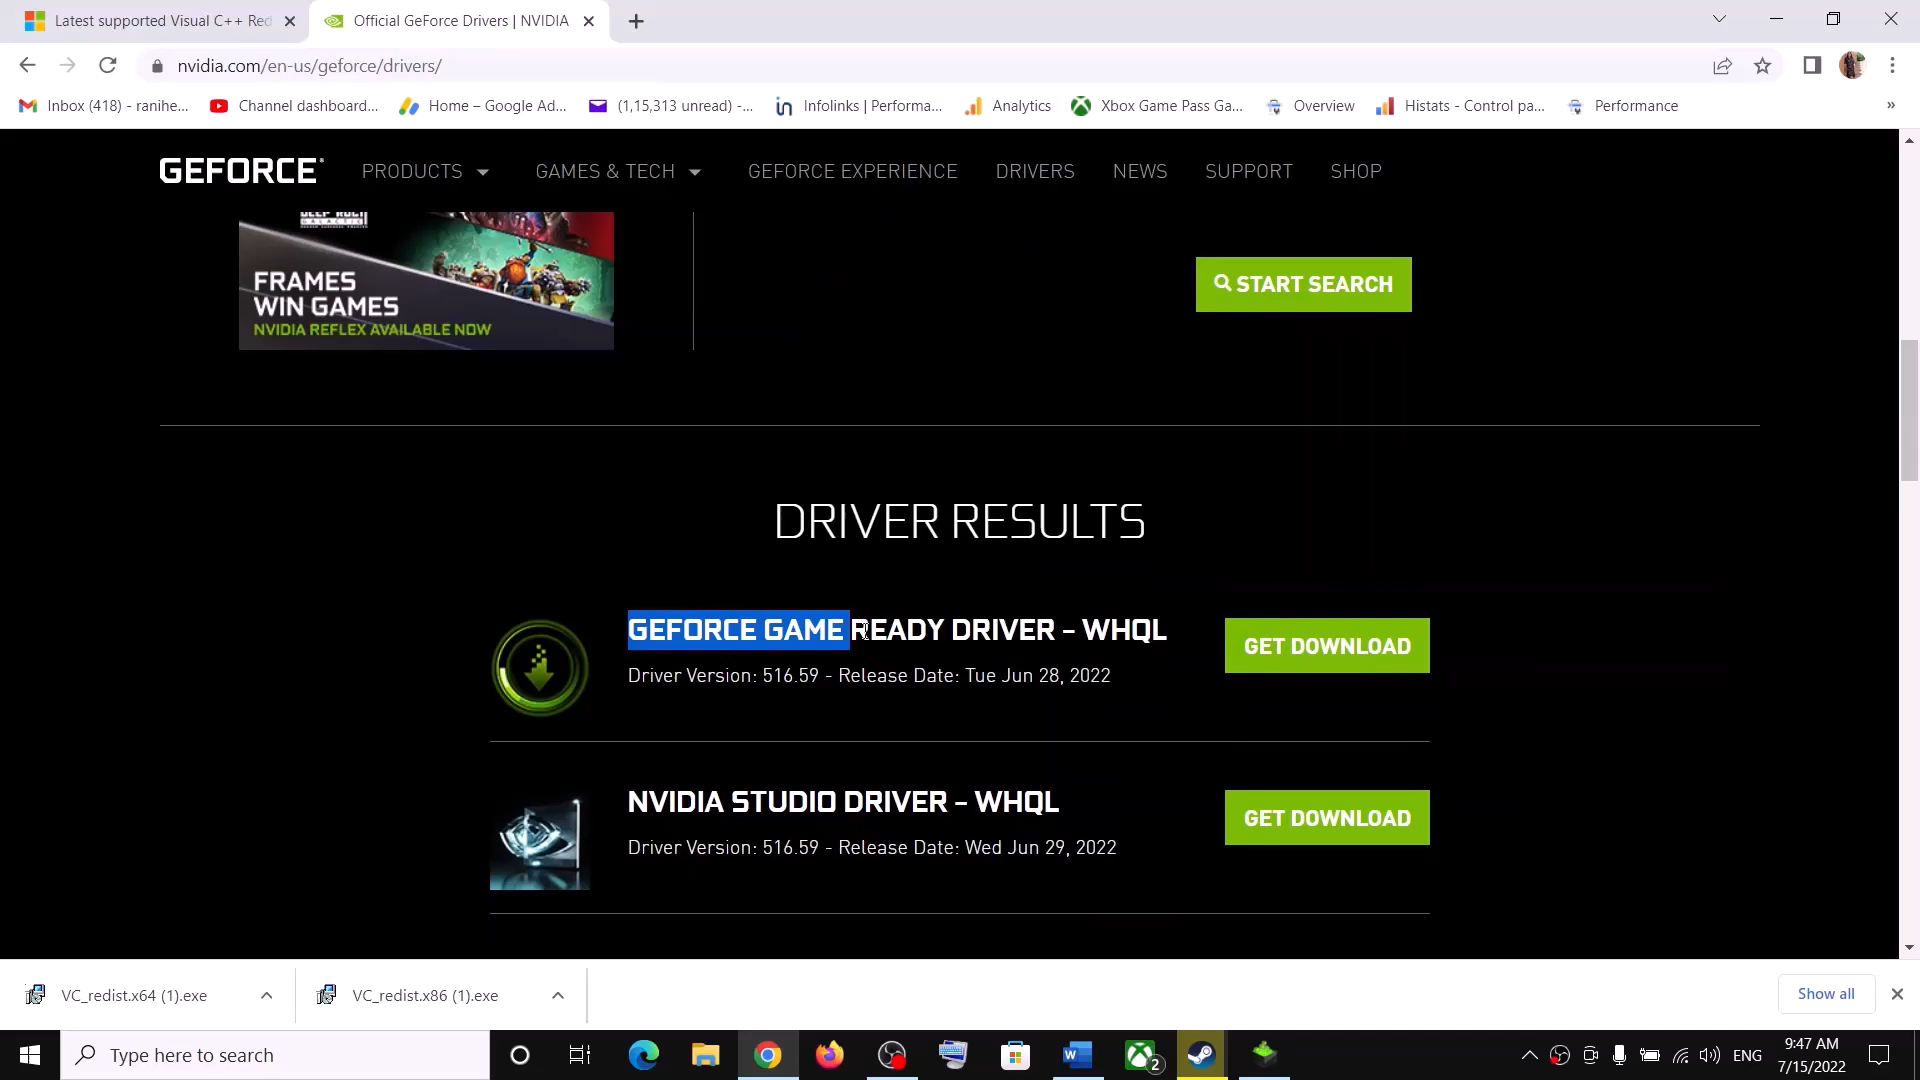 Latest supported Visual C++ Red
Official GeForce Drivers | NVIDIA
nvidia.com/en-us/geforce/drivers/
Inbox (418) - ranihe...
Channel dashboard...
Home – Google Ad...
(1,15,313 unread) -...
Infolinks | Performa...
Analytics
Xbox Game Pass Ga...
Overview
Histats - Control pa...
Performance
»
GEFORCE
PRODUCTS
GAMES & TECH
GEFORCE EXPERIENCE
DRIVERS
NEWS
SUPPORT
SHOP
DEEP ROCK
GALACTIC
FRAMES
WIN GAMES
NVIDIA REFLEX AVAILABLE NOW
START SEARCH
DRIVER RESULTS
GEFORCE GAME READY DRIVER - WHQL
Driver Version: 516.59 - Release Date: Tue Jun 28, 2022
GET DOWNLOAD
NVIDIA STUDIO DRIVER - WHQL
Driver Version: 516.59 - Release Date: Wed Jun 29, 2022
GET DOWNLOAD
VC_redist.x64 (1).exe
VC_redist.x86 (1).exe
Show all
Type here to search
2
ENG
9:47 AM
7/15/2022